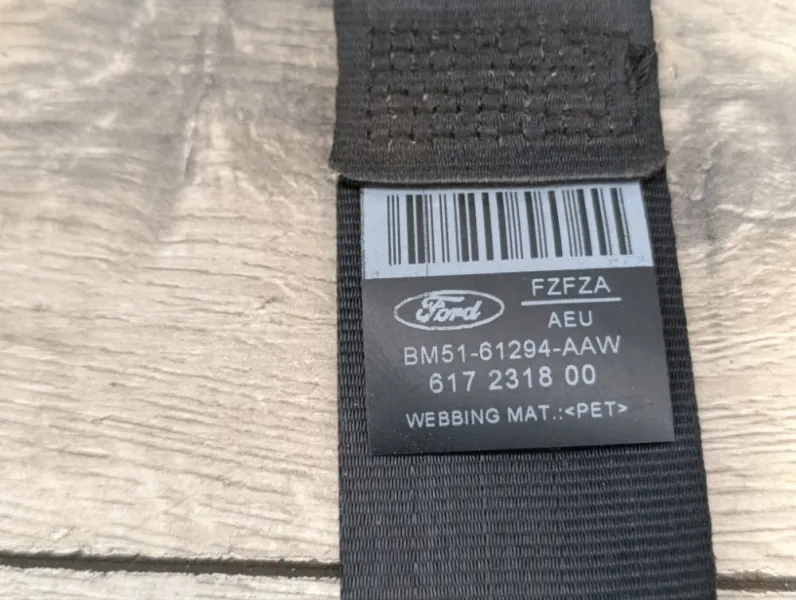 FZFZA
Ford
AEU
BM51-61294-AAW
617 2318 00
WEBBING MAT.:<PET>